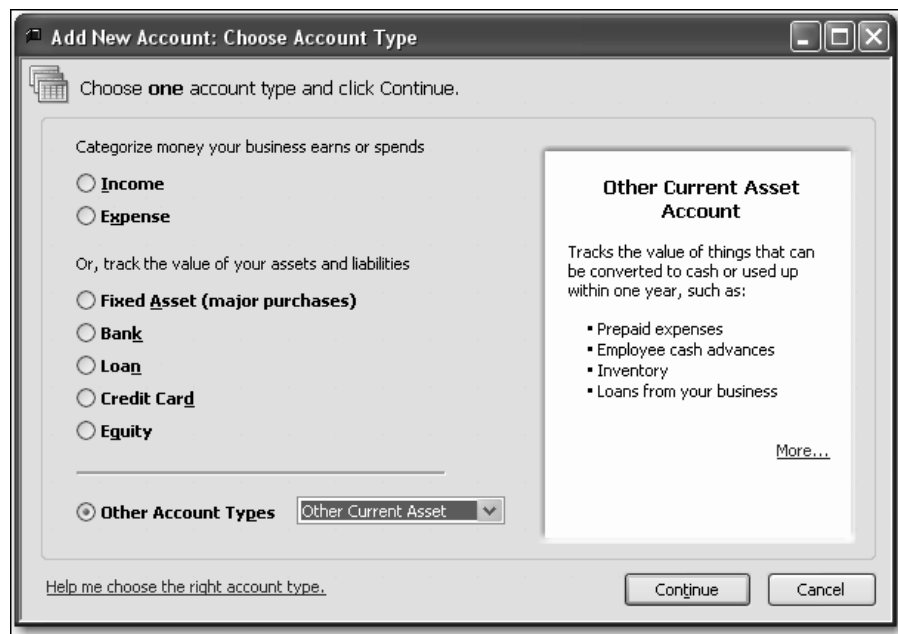 Add New Account: Choose Account Type
Choose one account type and click Continue.
Categorize money your business earns or spends
Income
Expense
Or, track the value of your assets and liabilities
Fixed Asset (major purchases)
Bank
Loan
Credit Card
Equity
Other Account Types Other Current Asset
Other Current Asset
Account
Tracks the value of things that can
be converted to cash or used up
within one year, such as:
▪ Prepaid expenses
▪ Employee cash advances
▪ Inventory
▪ Loans from your business
More...
Help me choose the right account type.
Continue
Cancel